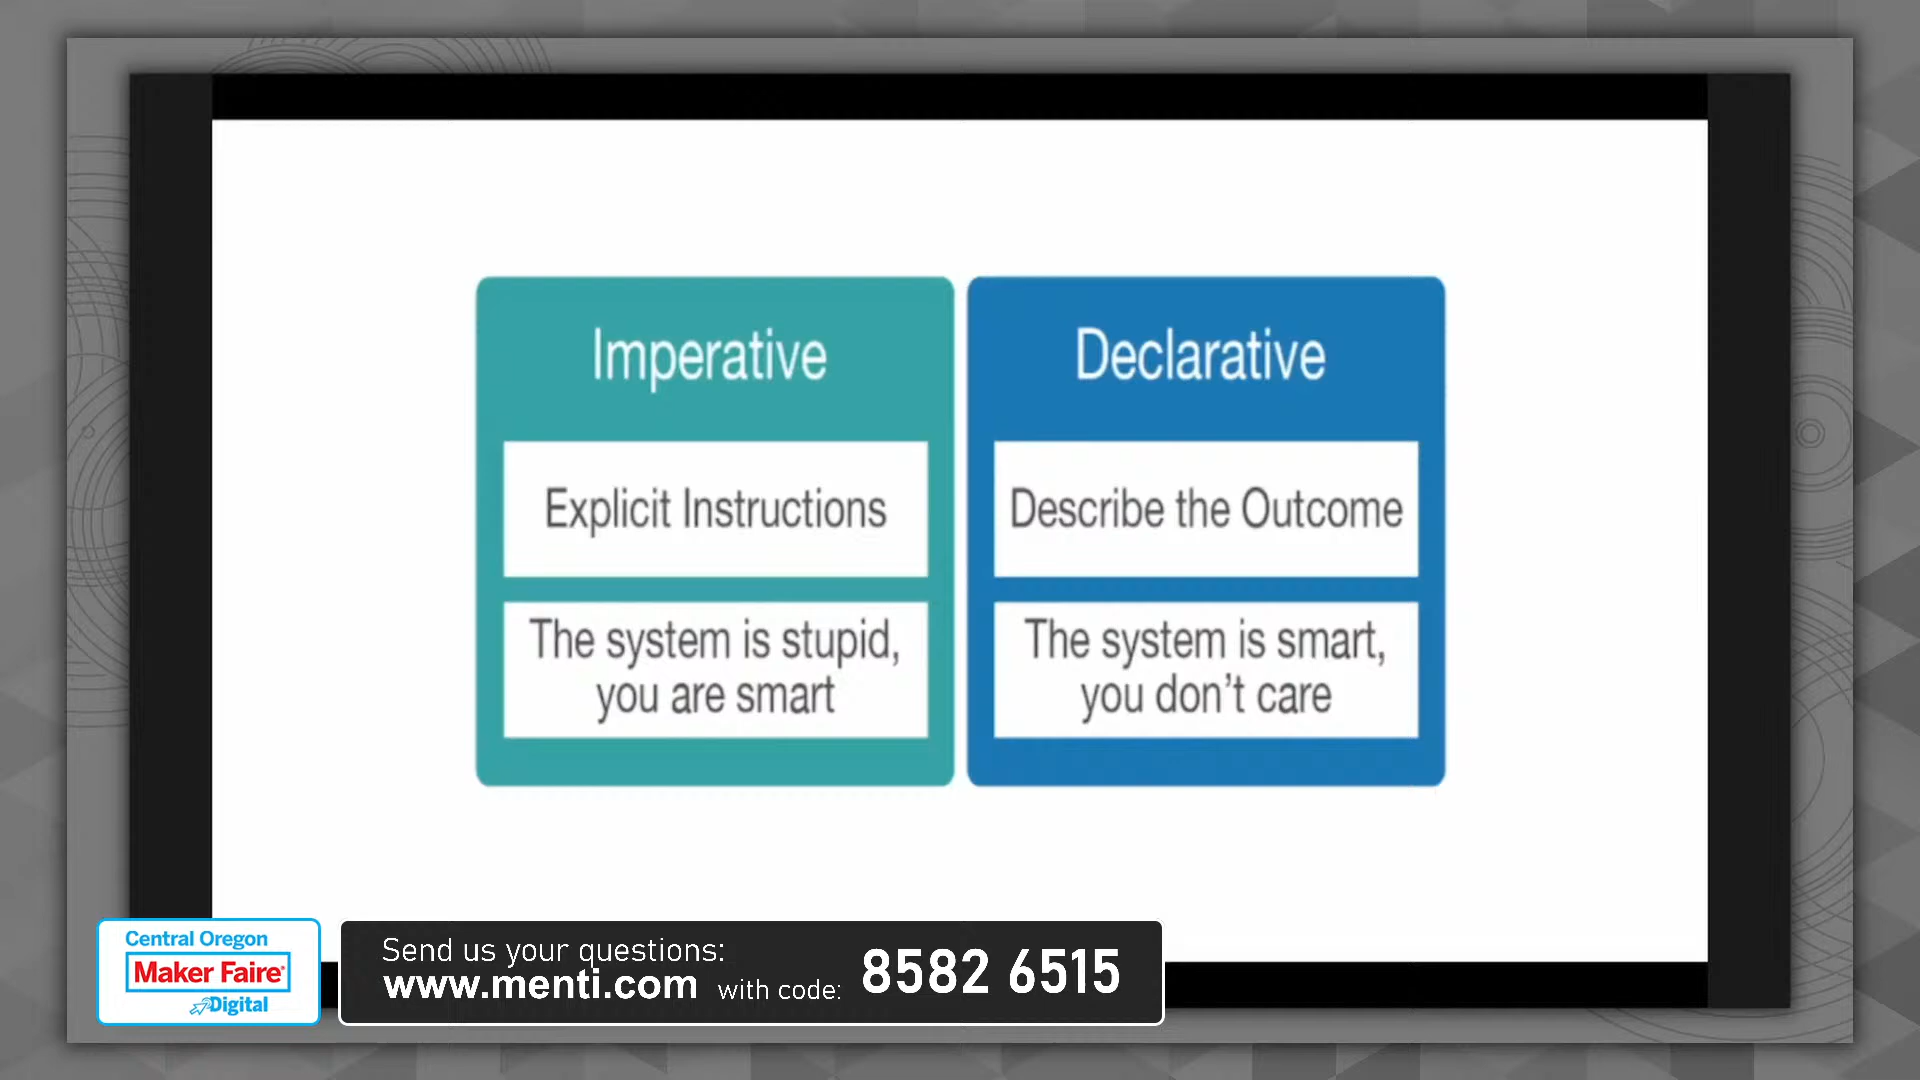 Imperative
Explicit Instructions
The system is stupid,
you are smart
Declarative
Describe the Outcome
The system is smart,
you don't care
Central Oregon
Maker Faire
Digital
Send us your questions:
www.menti.com with code: 8582 6515